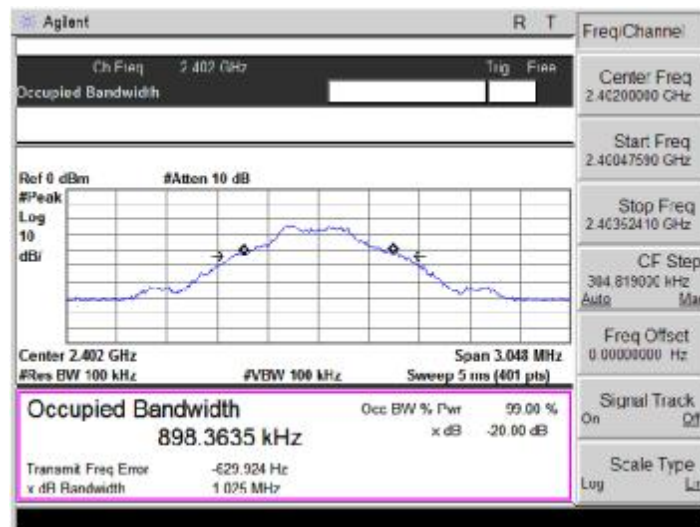 Agilent R T
Ch Freq 2.402 GHz Trig Free
Occupied Bandwidth
Ref 0 dBm #Atten 10 dB
#Peak
Log
10
dB/
Center 2.402 GHz Span 3.048 MHz
#Res BW 100 kHz #VBW 100 kHz Sweep 5 ms (401 pts)
Occupied Bandwidth Occ BW % Pwr 99.00 %
898.3635 kHz x dB -20.00 dB
Transmit Freq Error -629.924 Hz
x dB Bandwidth 1.025 MHz
Freq/Channel
Center Freq
2.40200000 GHz
Start Freq
2.40047590 GHz
Stop Freq
2.40352410 GHz
CF Step
304.819000 kHz
Auto
Freq Offset
0.00000000 Hz
Signal Track
On Off
Scale Type
Log